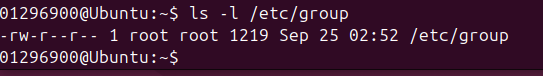 01296900@Ubuntu:~$ ls -l /etc/group
-rw-r--r-- 1 root root 1219 Sep 25 02:52 /etc/group
01296900@Ubuntu:~$